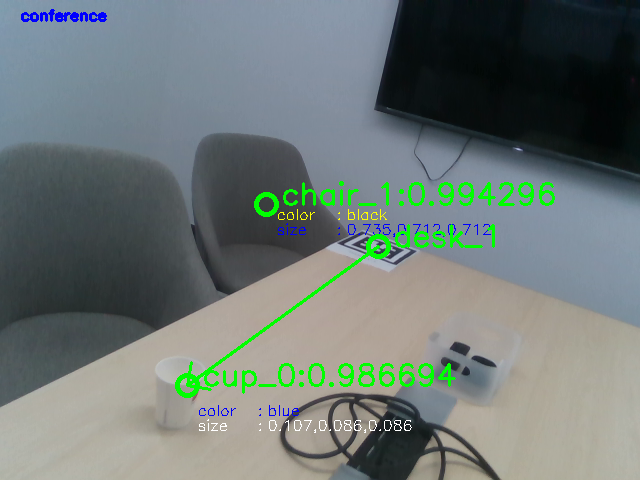 conference
chair_1:0.994296
color : black
size : 0.735,0.712,0.712
desk_1
cup_0:0.986694
color : blue
size : 0.107,0.086,0.086